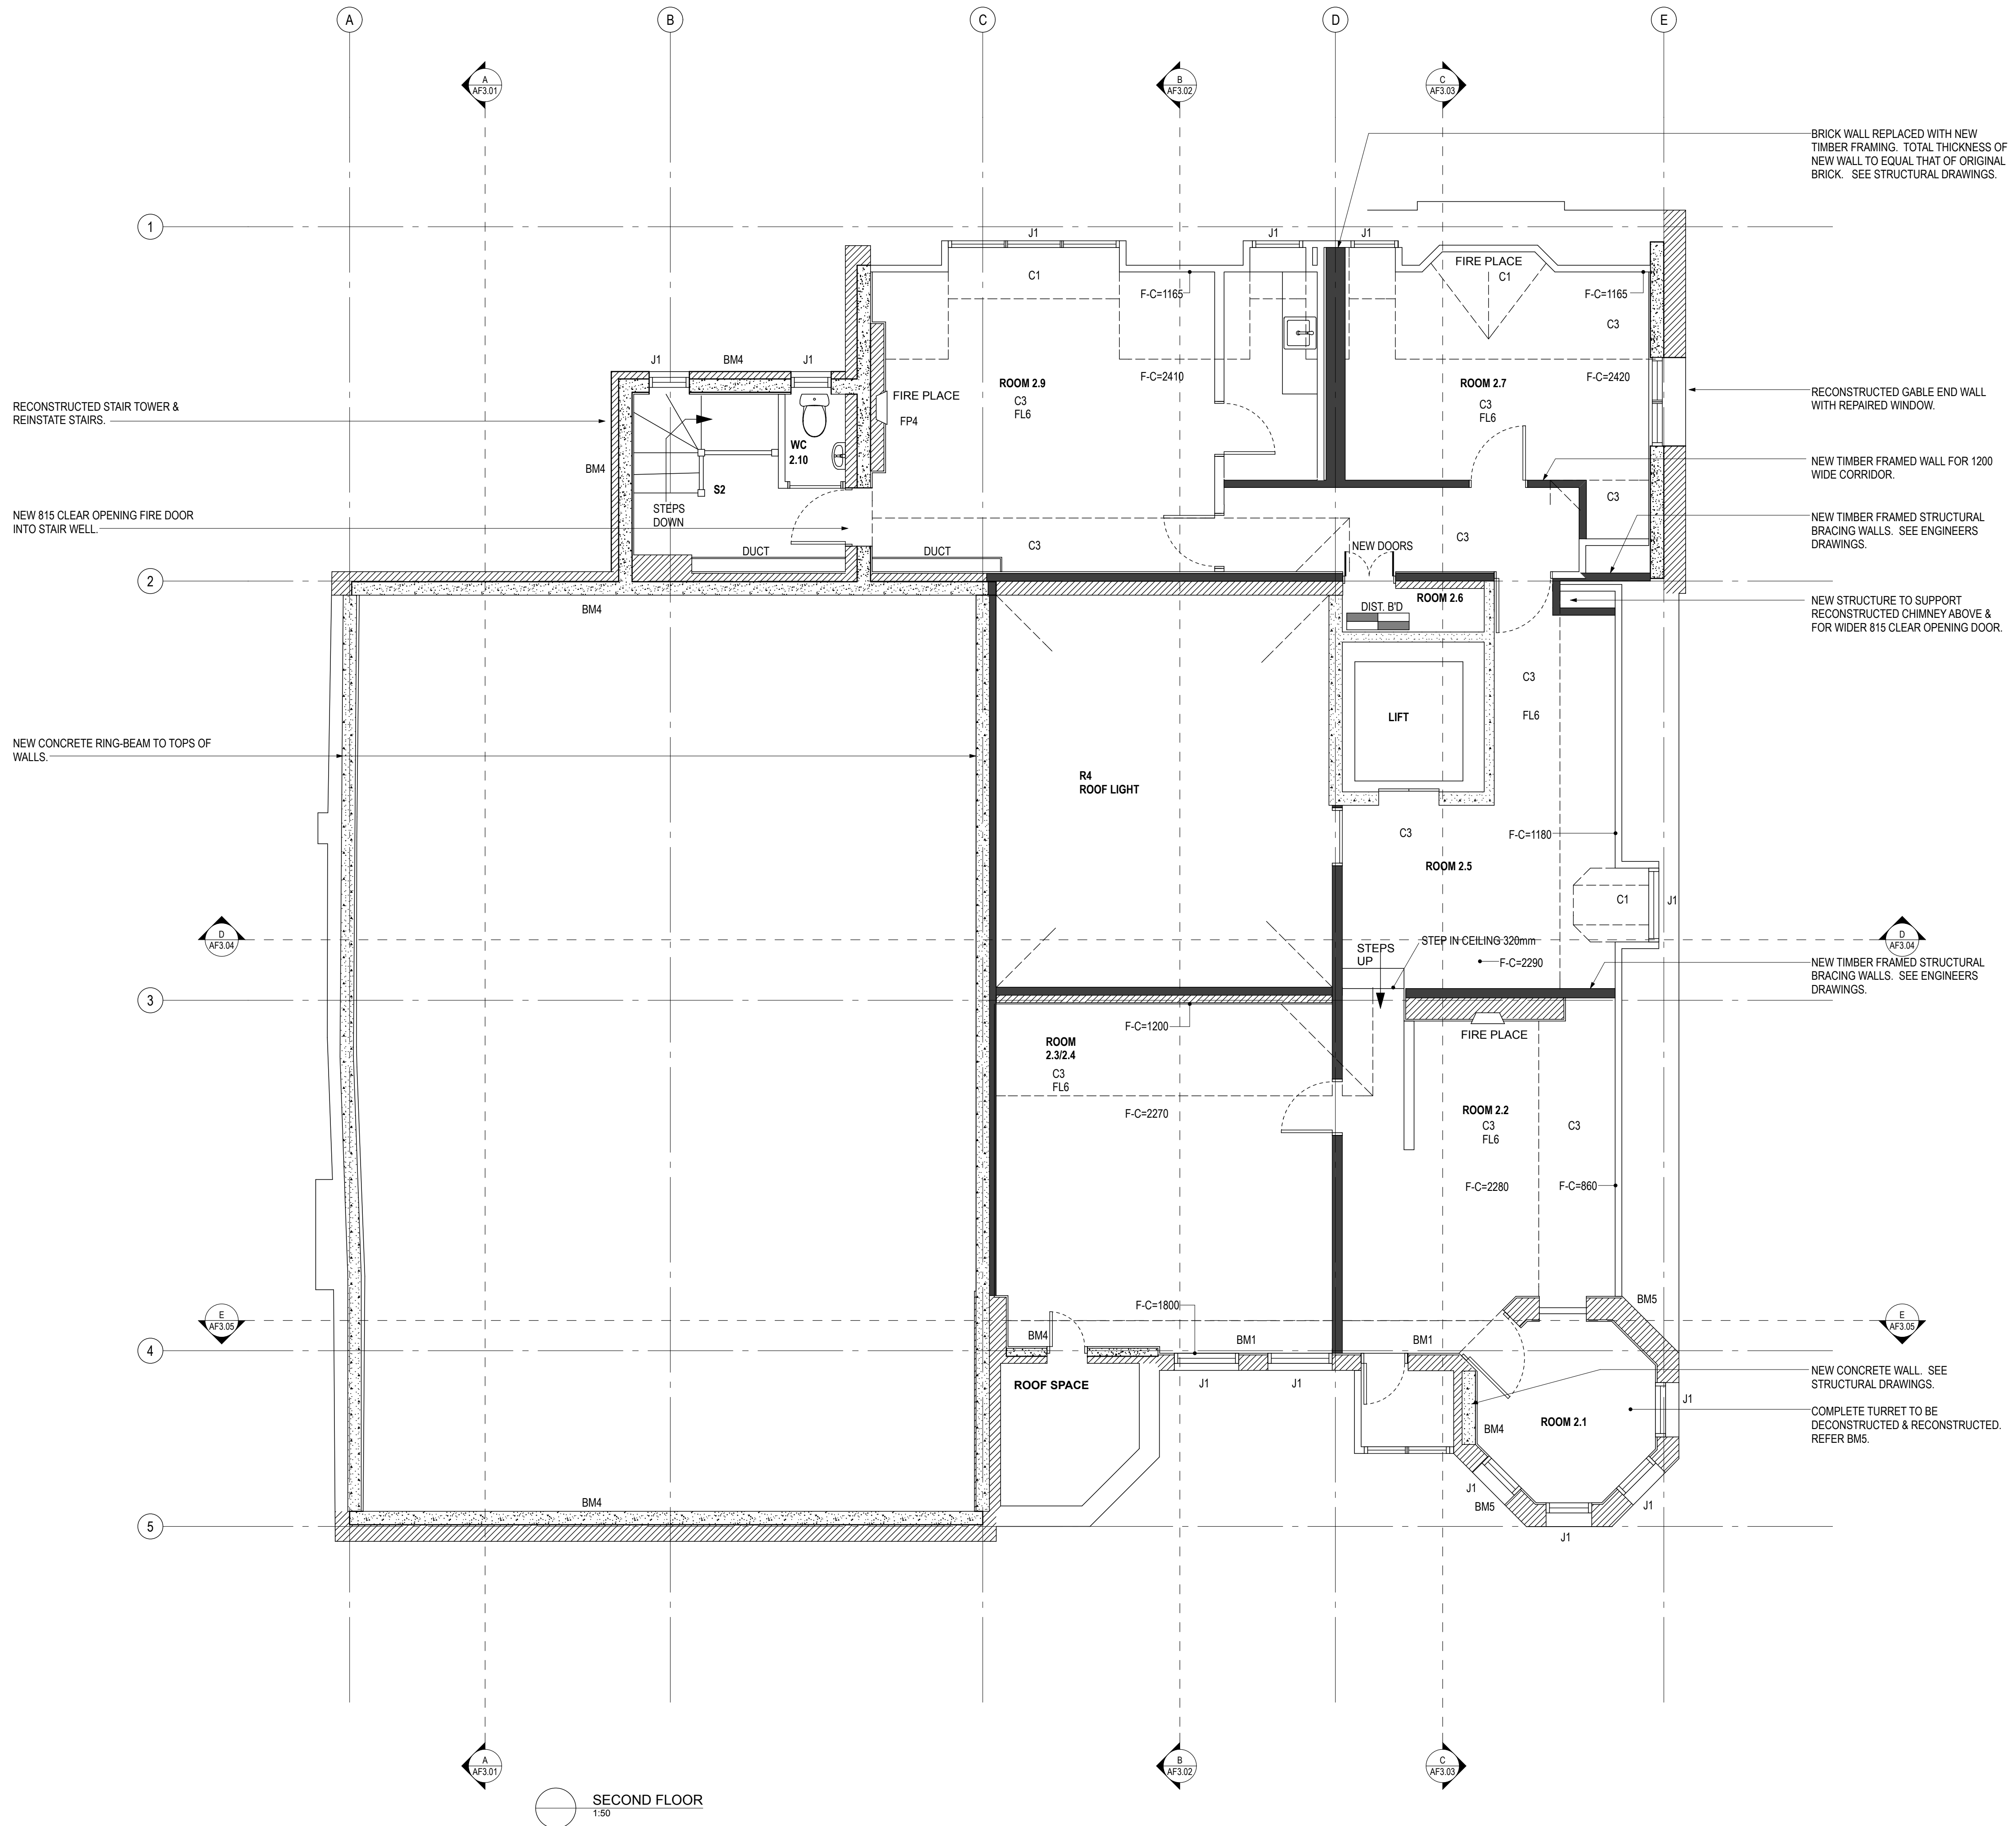 A
B
C
D
E
A
AF3.01
B
AF3.02
C
AF3.03
BRICK WALL REPLACED WITH NEW
TIMBER FRAMING. TOTAL THICKNESS OF
NEW WALL TO EQUAL THAT OF ORIGINAL
BRICK. SEE STRUCTURAL DRAWINGS.
1
J1
J1
J1
C1
F-C=1165
FIRE PLACE
C1
F-C=1165
C3
J1
BM4
J1
ROOM 2.9
C3
FL6
F-C=2410
ROOM 2.7
C3
FL6
F-C=2420
FIRE PLACE
FP4
RECONSTRUCTED GABLE END WALL
WITH REPAIRED WINDOW.
RECONSTRUCTED STAIR TOWER &
REINSTATE STAIRS.
WC
2.10
BM4
S2
NEW TIMBER FRAMED WALL FOR 1200
WIDE CORRIDOR.
C3
STEPS
DOWN
NEW 815 CLEAR OPENING FIRE DOOR
INTO STAIR WELL.
NEW TIMBER FRAMED STRUCTURAL
BRACING WALLS. SEE ENGINEERS
DRAWINGS.
DUCT
DUCT
C3
NEW DOORS
C3
2
BM4
ROOM 2.6
DIST. B'D
NEW STRUCTURE TO SUPPORT
RECONSTRUCTED CHIMNEY ABOVE &
FOR WIDER 815 CLEAR OPENING DOOR.
C3
FL6
LIFT
NEW CONCRETE RING-BEAM TO TOPS OF
WALLS.
R4
ROOF LIGHT
C3
F-C=1180
ROOM 2.5
C1
J1
D
AF3.04
STEP IN CEILING 320mm
STEPS
UP
F-C=2290
D
AF3.04
NEW TIMBER FRAMED STRUCTURAL
BRACING WALLS. SEE ENGINEERS
DRAWINGS.
3
F-C=1200
FIRE PLACE
ROOM
2.3/2.4
C3
FL6
F-C=2270
ROOM 2.2
C3
FL6
C3
F-C=2280
F-C=860
E
AF3.05
F-C=1800
BM5
BM4
BM1
BM1
E
AF3.05
4
ROOF SPACE
J1
J1
NEW CONCRETE WALL. SEE
STRUCTURAL DRAWINGS.
J1
BM4
ROOM 2.1
COMPLETE TURRET TO BE
DECONSTRUCTED & RECONSTRUCTED.
REFER BM5.
J1
BM5
J1
BM4
5
J1
A
AF3.01
B
AF3.02
C
AF3.03
SECOND FLOOR
1:50